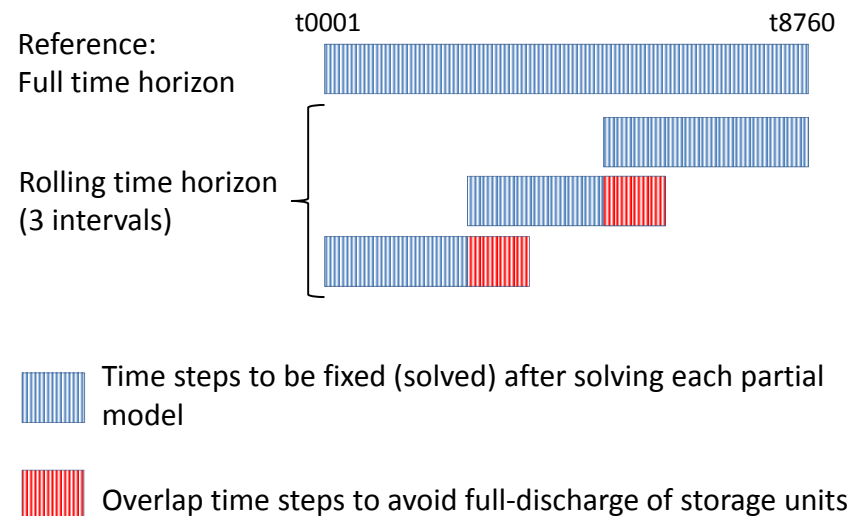 t0001
t8760
Reference:
Full time horizon
Rolling time horizon
(3 intervals)
Time steps to be fixed (solved) after solving each partial
model
Overlap time steps to avoid full-discharge of storage units